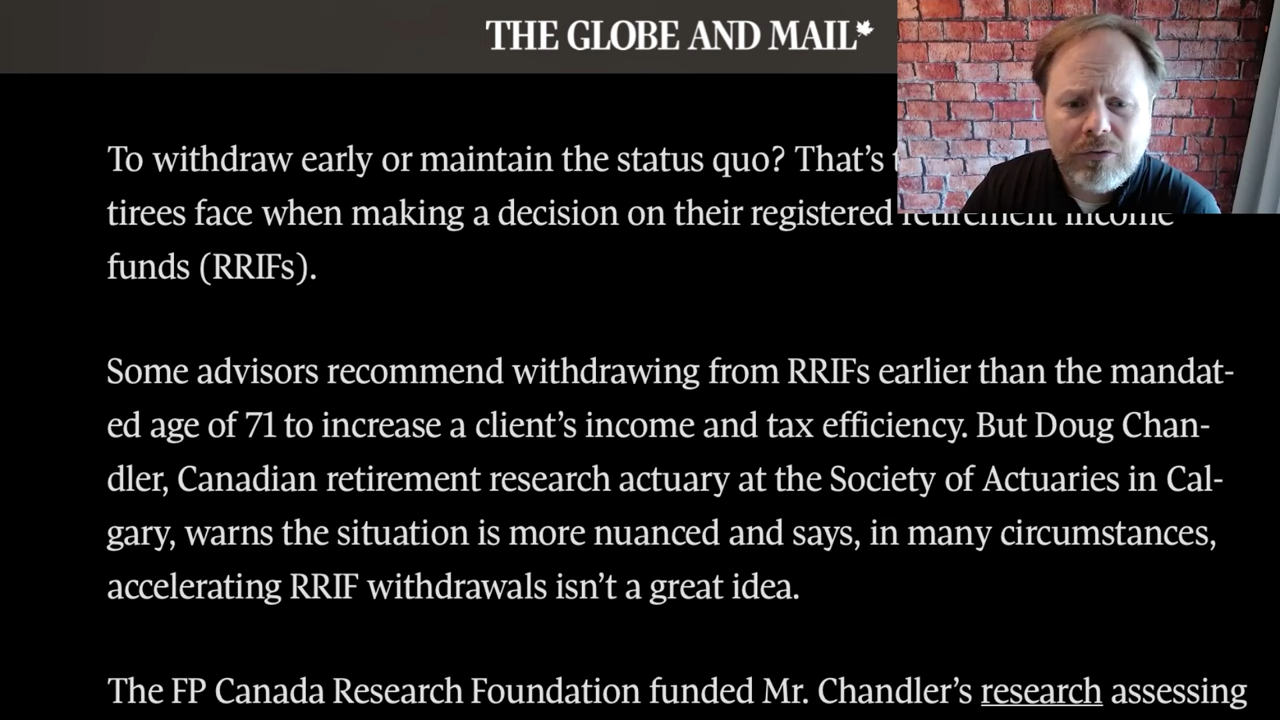 THE GLOBE AND MAIL
To withdraw early or maintain the status quo? That's
tirees face when making a decision on their registered retirement income
funds (RRIFs).
Some advisors recommend withdrawing from RRIFs earlier than the mandat-
ed age of 71 to increase a client's income and tax efficiency. But Doug Chan-
dler, Canadian retirement research actuary at the Society of Actuaries in Cal-
gary, warns the situation is more nuanced and says, in many circumstances,
accelerating RRIF withdrawals isn't a great idea.
The FP Canada Research Foundation funded Mr. Chandler's research assessing